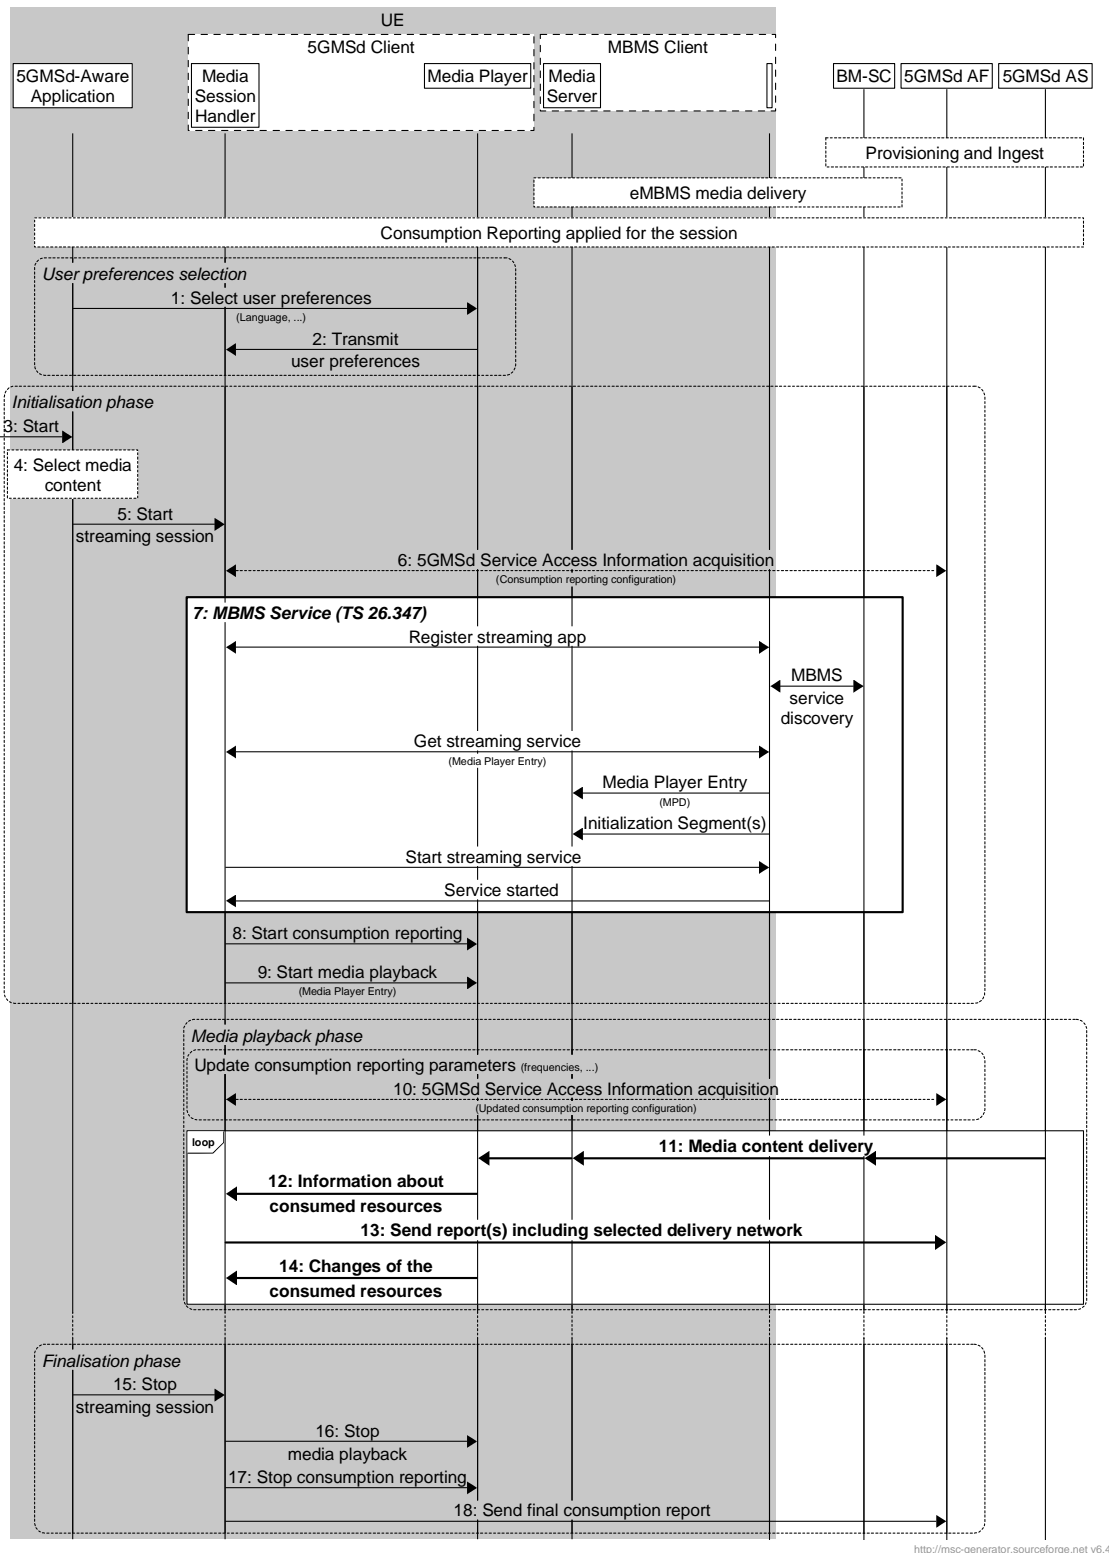 UE
5GMSd Client
MBMS Client
5GMSd-Aware
Application
Media
Session
Handler
Media Player
Media
Server
BM-SC
5GMSd AF
5GMSd AS
Provisioning and Ingest
eMBMS media delivery
Consumption Reporting applied for the session
User preferences selection
1: Select user preferences
(Language, ...)
2: Transmit
user preferences
Initialisation phase
3: Start
4: Select media
content
5: Start
streaming session
6: 5GMSd Service Access Information acquisition
(Consumption reporting configuration)
7: MBMS Service (TS 26.347)
Register streaming app
MBMS
service
discovery
Get streaming service
(Media Player Entry)
Media Player Entry
(MPD)
Initialization Segment(s)
Start streaming service
Service started
8: Start consumption reporting
9: Start media playback
(Media Player Entry)
Media playback phase
Update consumption reporting parameters (frequencies, ...)
10: 5GMSd Service Access Information acquisition
(Updated consumption reporting configuration)
loop
11: Media content delivery
12: Information about
consumed resources
13: Send report(s) including selected delivery network
14: Changes of the
consumed resources
Finalisation phase
15: Stop
streaming session
16: Stop
media playback
17: Stop consumption reporting
18: Send final consumption report
http://msc-generator.sourceforge.net v6.4